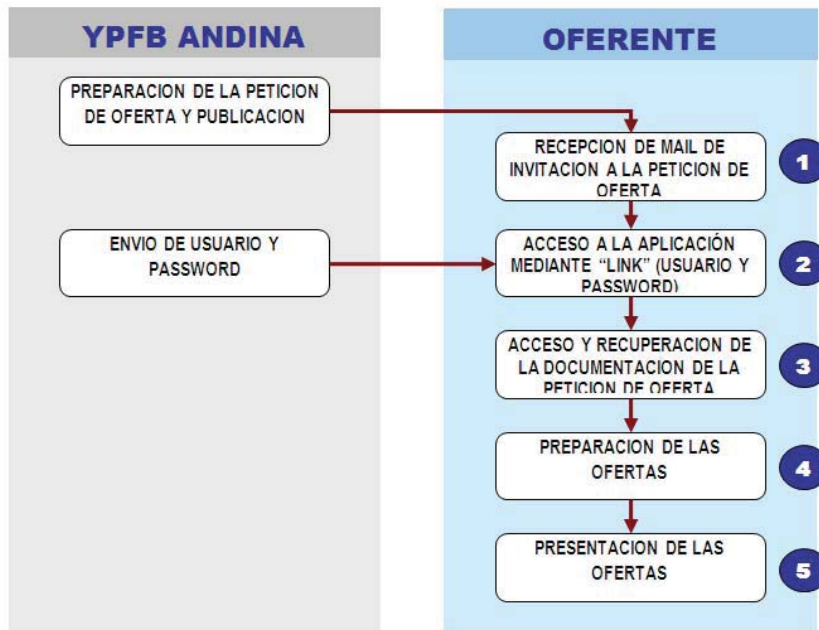 YPFB ANDINA
OFERENTE
PREPARACION DE LA PETICION
DE OFERTA Y PUBLICACION
RECEPCION DE MAIL DE
INVITACION A LA PETICION DE
OFERTA
1
ENVIO DE USUARIO Y
PASSWORD
ACCESO A LA APLICACIÓN
MEDIANTE “LINK” (USUARIO Y
PASSWORD)
2
ACCESO Y RECUPERACION DE
LA DOCUMENTACION DE LA
PETICION DE OFERTA
3
PREPARACION DE LAS
OFERTAS
4
PRESENTACION DE LAS
OFERTAS
5